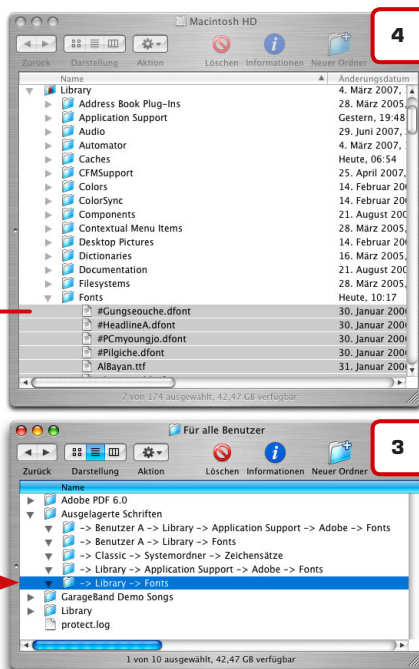 Macintosh HD
4
Zurück Darstellung Aktion Löschen Informationen Neuer Ordner
Name Änderungsdatum
Library 4. März 2007,
Address Book Plug-Ins 28. März 2005,
Application Support Gestern, 19:48
Audio 29. Juni 2007,
Automator 4. März 2007,
Caches Heute, 06:54
CFMSupport 25. April 2007,
Colors 14. Februar 200
ColorSync 14. Februar 200
Components 21. August 200
Contextual Menu Items 28. März 2005,
Desktop Pictures 14. Februar 200
Dictionaries 16. März 2005,
Documentation 21. August 200
Filesystems 28. März 2005,
Fonts Heute, 10:17
#Gungseouche.dfont 30. Januar 2006
#HeadlineA.dfont 30. Januar 2006
#PCmyoungjo.dfont 30. Januar 2006
#Pilgiche.dfont 30. Januar 2006
AlBayan.ttf 31. Januar 2006
7 von 174 ausgewählt, 42,47 GB verfügbar
Für alle Benutzer
3
Zurück Darstellung Aktion Löschen Informationen Neuer Ordner
Name
Adobe PDF 6.0
Ausgelagerte Schriften
-> Benutzer A -> Library -> Application Support -> Adobe -> Fonts
-> Benutzer A -> Library -> Fonts
-> Classic -> Systemordner -> Zeichensätze
-> Library -> Application Support -> Adobe -> Fonts
-> Library -> Fonts
GarageBand Demo Songs
Library
protect.log
1 von 10 ausgewählt, 42,47 GB verfügbar